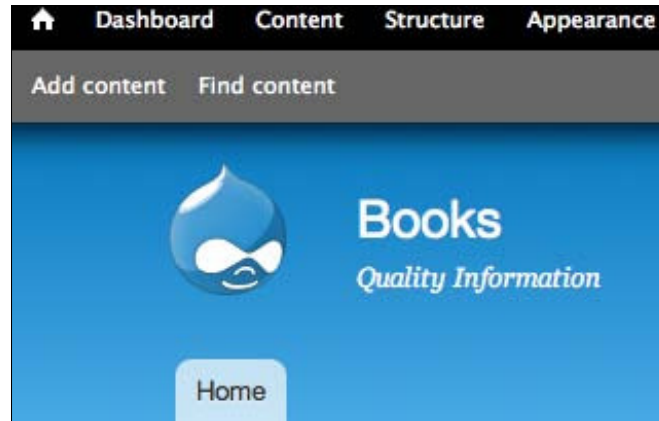 Dashboard Content Structure Appearance
Add content Find content
Books
Quality Information
Home